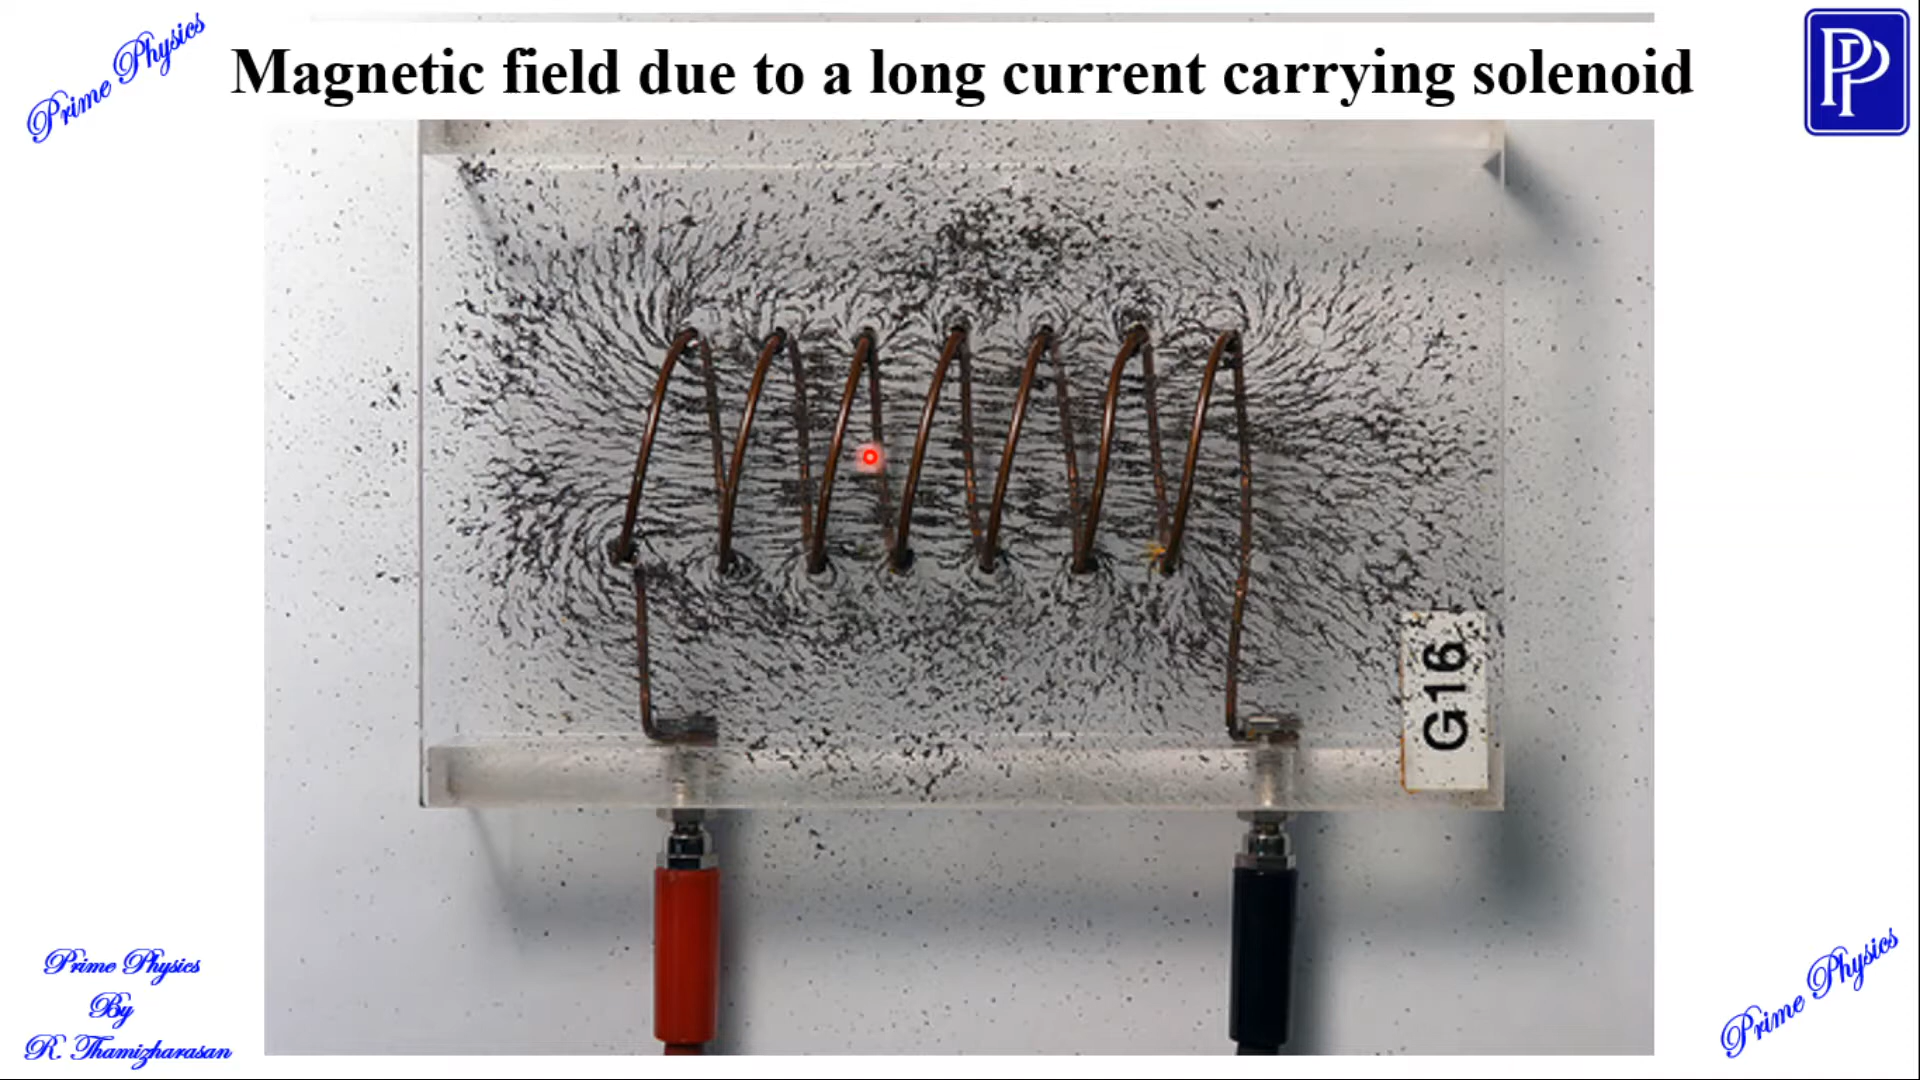 Prime Physics
Magnetic field due to a long current carrying solenoid
PP
G16
Prime Physics
By
R. Thamizharasan
Prime Physics